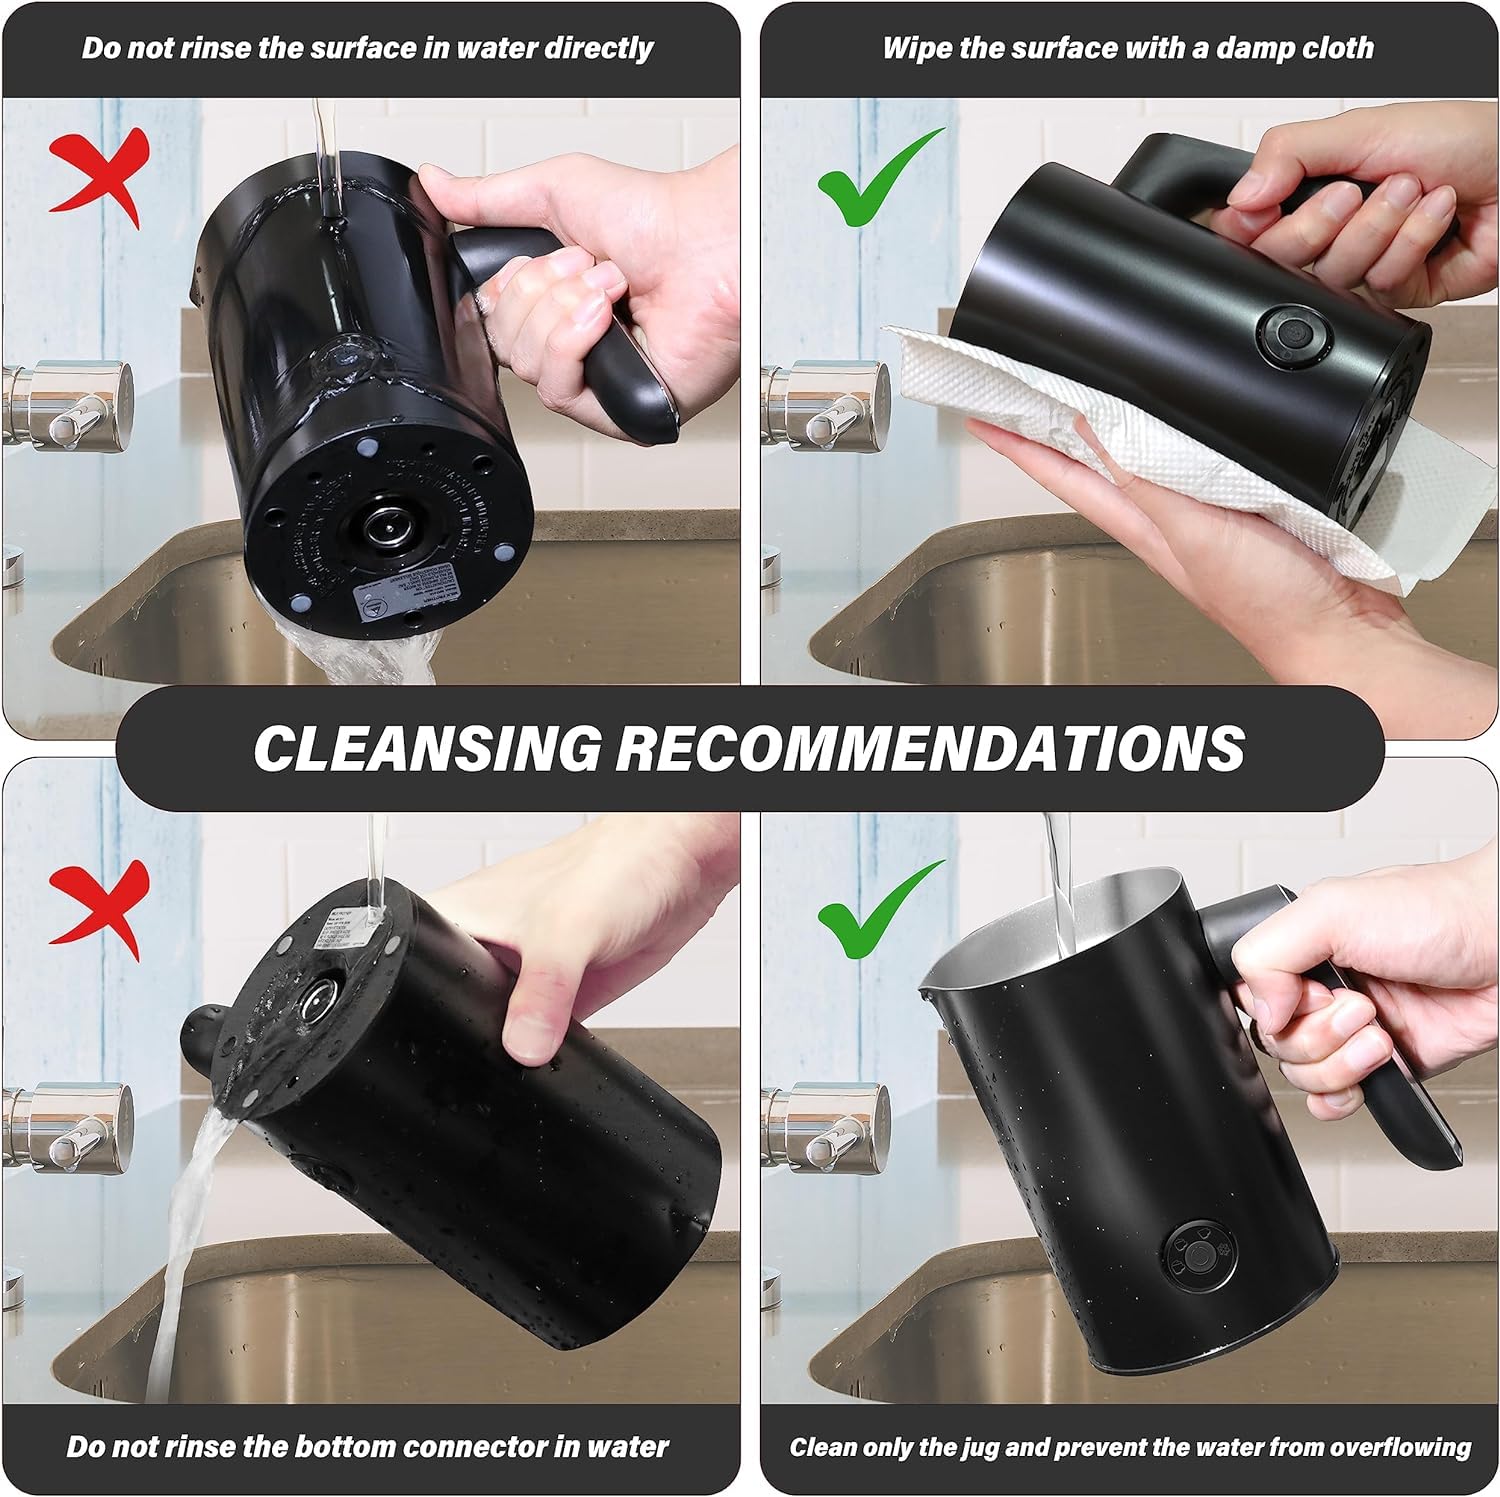 Do not rinse the surface in water directly
Wipe the surface with a damp cloth
CLEANSING RECOMMENDATIONS
Do not rinse the bottom connector in water
Clean only the jug and prevent the water from overflowing